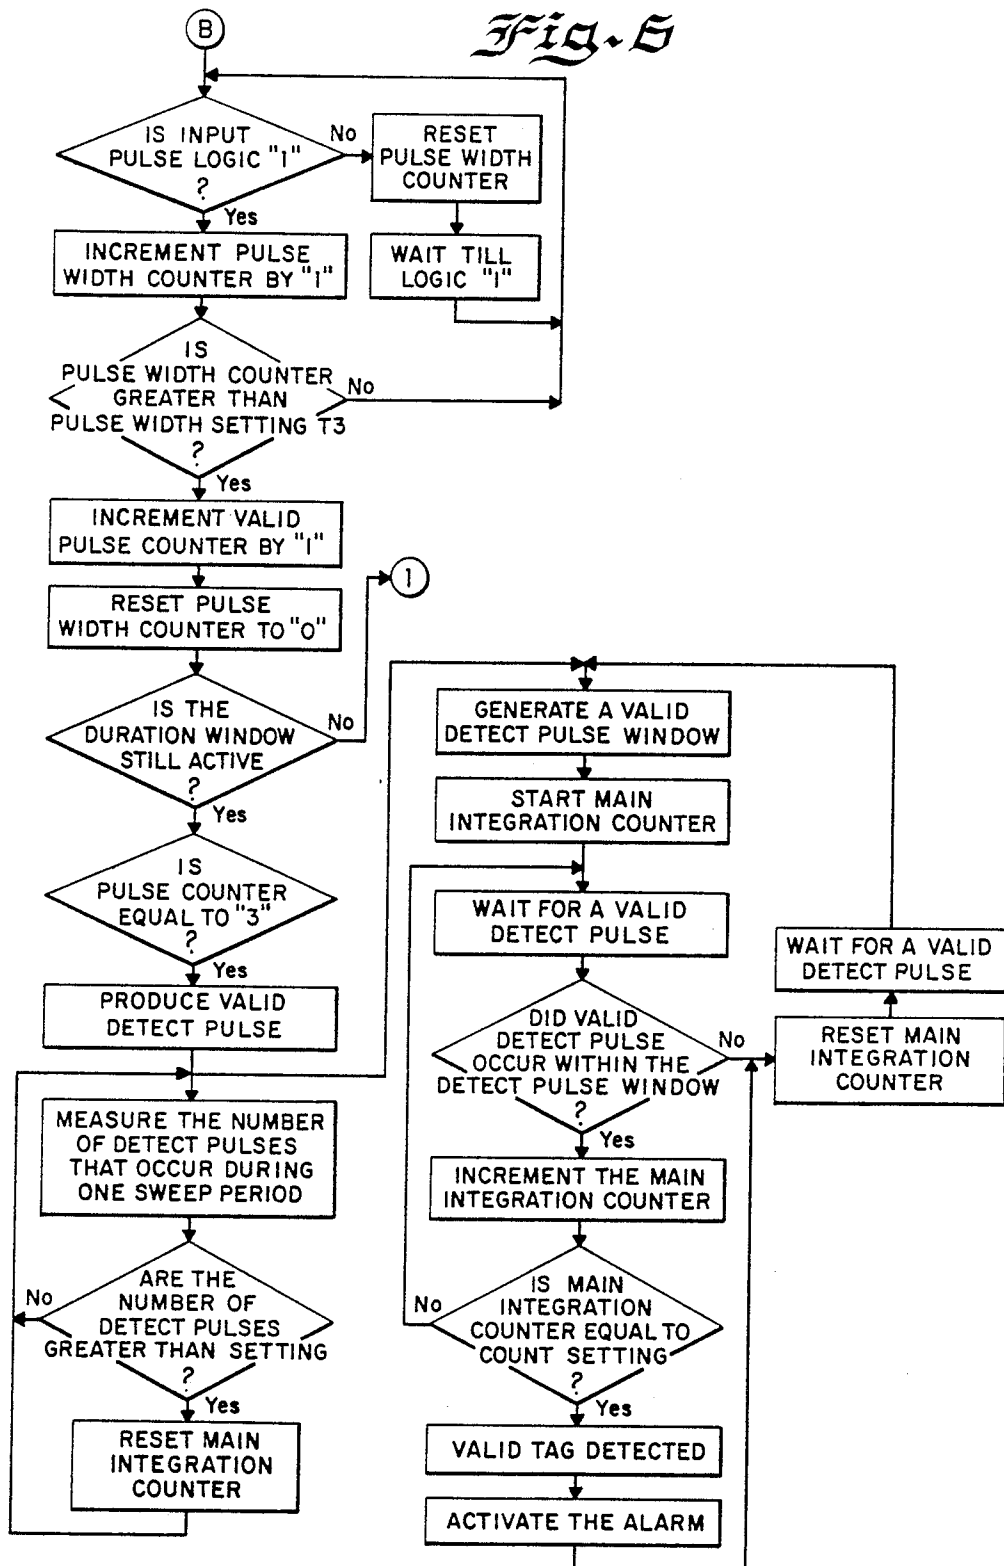 B
Fig. 6
IS INPUT
PULSE LOGIC "1"
?
No
RESET
PULSE WIDTH
COUNTER
Yes
WAIT TILL
LOGIC "1"
INCREMENT PULSE
WIDTH COUNTER BY "1"
IS
PULSE WIDTH COUNTER
GREATER THAN
PULSE WIDTH SETTING T3
?
No
Yes
INCREMENT VALID
PULSE COUNTER BY "1"
RESET PULSE
WIDTH COUNTER TO "0"
1
IS THE
DURATION WINDOW
STILL ACTIVE
?
No
Yes
IS
PULSE COUNTER
EQUAL TO "3"
?
Yes
PRODUCE VALID
DETECT PULSE
MEASURE THE NUMBER
OF DETECT PULSES
THAT OCCUR DURING
ONE SWEEP PERIOD
ARE THE
NUMBER OF
DETECT PULSES
GREATER THAN SETTING
?
No
Yes
RESET MAIN
INTEGRATION
COUNTER
GENERATE A VALID
DETECT PULSE WINDOW
START MAIN
INTEGRATION COUNTER
WAIT FOR A VALID
DETECT PULSE
DID VALID
DETECT PULSE
OCCUR WITHIN THE
DETECT PULSE WINDOW
?
No
Yes
WAIT FOR A VALID
DETECT PULSE
RESET MAIN
INTEGRATION
COUNTER
INCREMENT THE MAIN
INTEGRATION COUNTER
IS MAIN
INTEGRATION
COUNTER EQUAL TO
COUNT SETTING
?
No
Yes
VALID TAG DETECTED
ACTIVATE THE ALARM